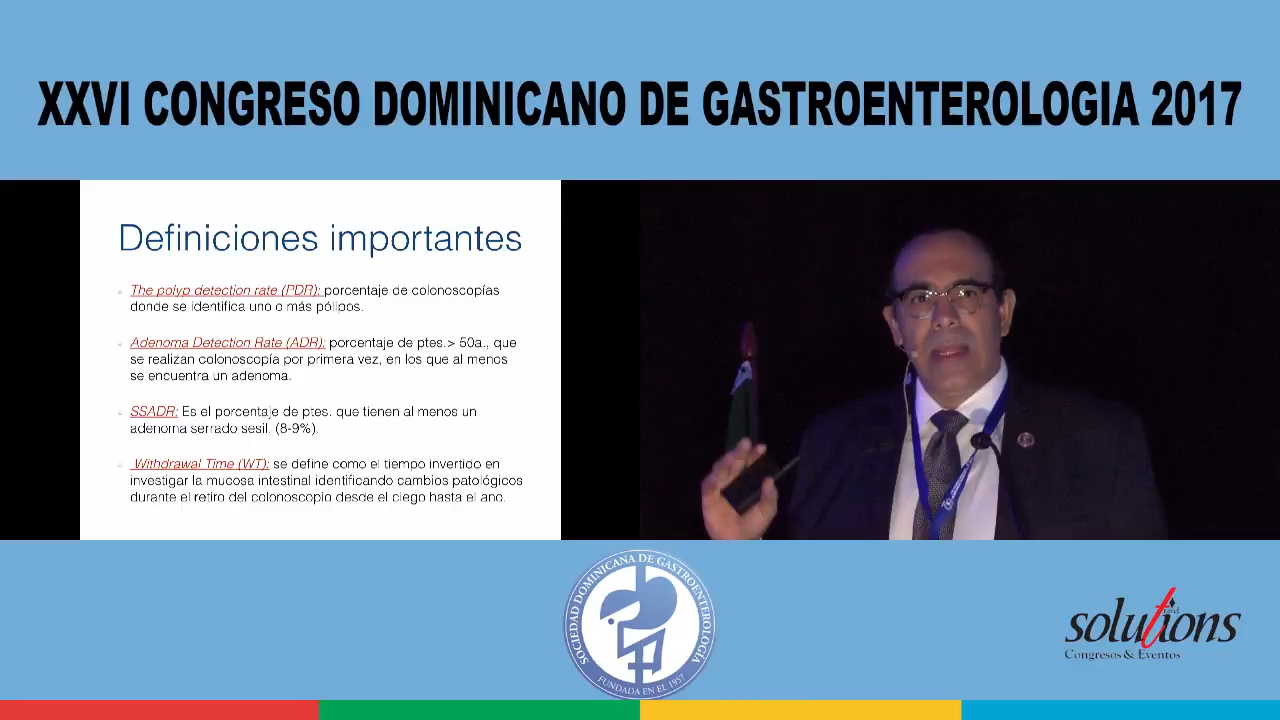 XXVI CONGRESO DOMINICANO DE GASTROENTEROLOGIA 2017
Definiciones importantes
The polyp detection rate (PDR): porcentaje de colonoscopías
donde se identifica uno o más pólipos.
Adenoma Detection Rate (ADR): porcentaje de ptes.> 50a., que
se realizan colonoscopía por primera vez, en los que al menos
se encuentra un adenoma.
SSADR: Es el porcentaje de ptes. que tienen al menos un
adenoma serrado sesil. (8-9%).
Withdrawal Time (WT): se define como el tiempo invertido en
investigar la mucosa intestinal identificando cambios patológicos
durante el retiro del colonoscopio desde el ciego hasta el ano.
SOCIEDAD DOMINICANA DE GASTROENTEROLOGÍA
FUNDADA EN EL 1957
solutions
travel
Congresos & Eventos